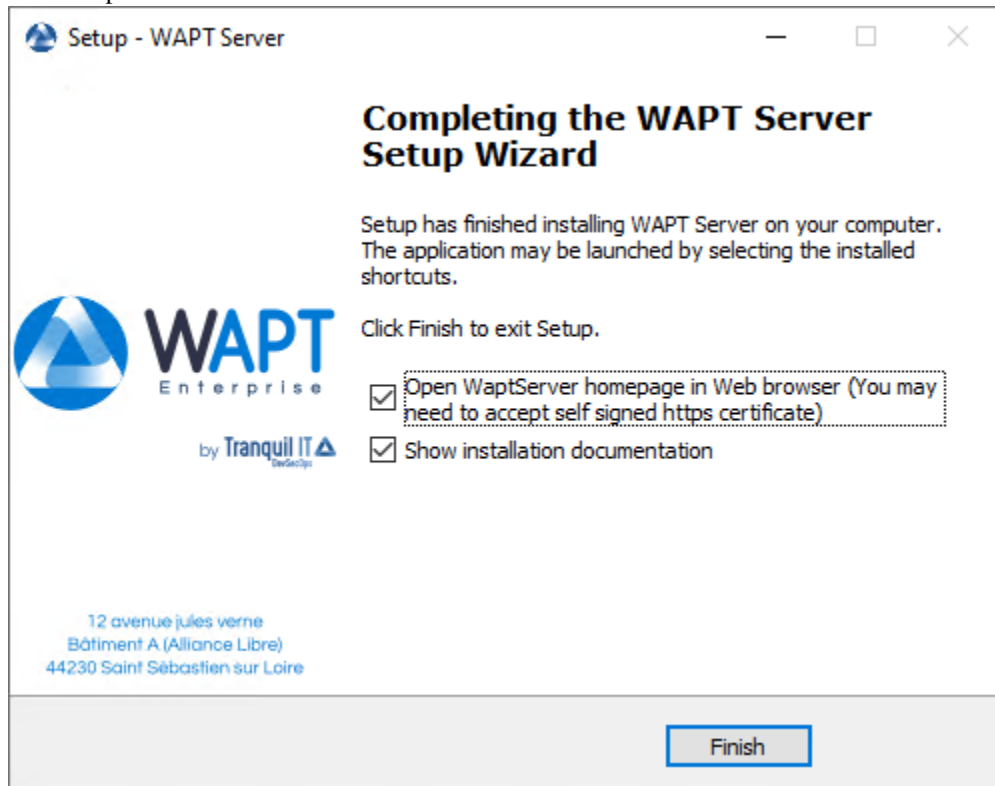 Setup - WAPT Server
Completing the WAPT Server
Setup Wizard
Setup has finished installing WAPT Server on your computer.
The application may be launched by selecting the installed
shortcuts.
Click Finish to exit Setup.
Open WaptServer homepage in Web browser (You may
need to accept self signed https certificate)
Show installation documentation
WAPT
Enterprise
by Tranquil IT
DevSecOps
12 avenue jules verne
Bâtiment A (Alliance Libre)
44230 Saint Sébastien sur Loire
Finish